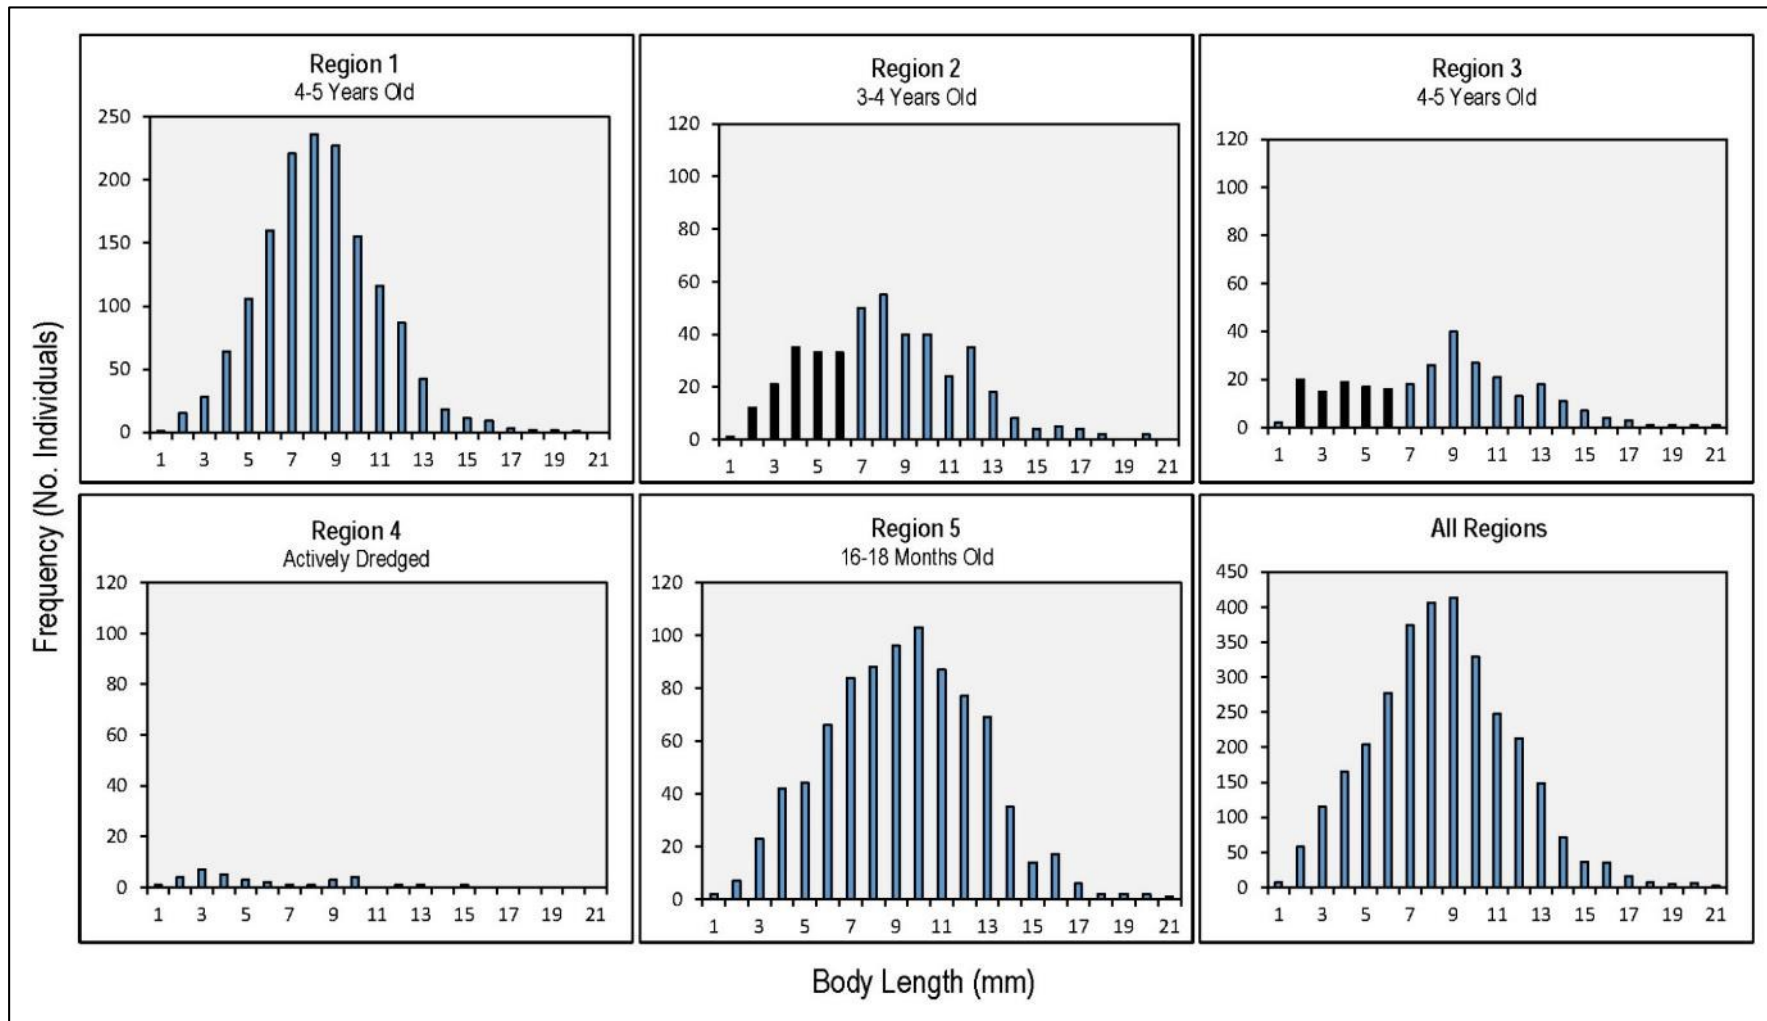 Frequency (No. Individuals)
Region 1
4-5 Years Old
250
200
150
100
50
0
1 3 5 7 9 11 13 15 17 19 21
Region 2
3-4 Years Old
120
100
80
60
40
20
0
1 3 5 7 9 11 13 15 17 19 21
Region 3
4-5 Years Old
120
100
80
60
40
20
0
1 3 5 7 9 11 13 15 17 19 21
Region 4
Actively Dredged
120
100
80
60
40
20
0
1 3 5 7 9 11 13 15 17 19 21
Region 5
16-18 Months Old
120
100
80
60
40
20
0
1 3 5 7 9 11 13 15 17 19 21
All Regions
450
400
350
300
250
200
150
100
50
0
1 3 5 7 9 11 13 15 17 19 21
Body Length (mm)